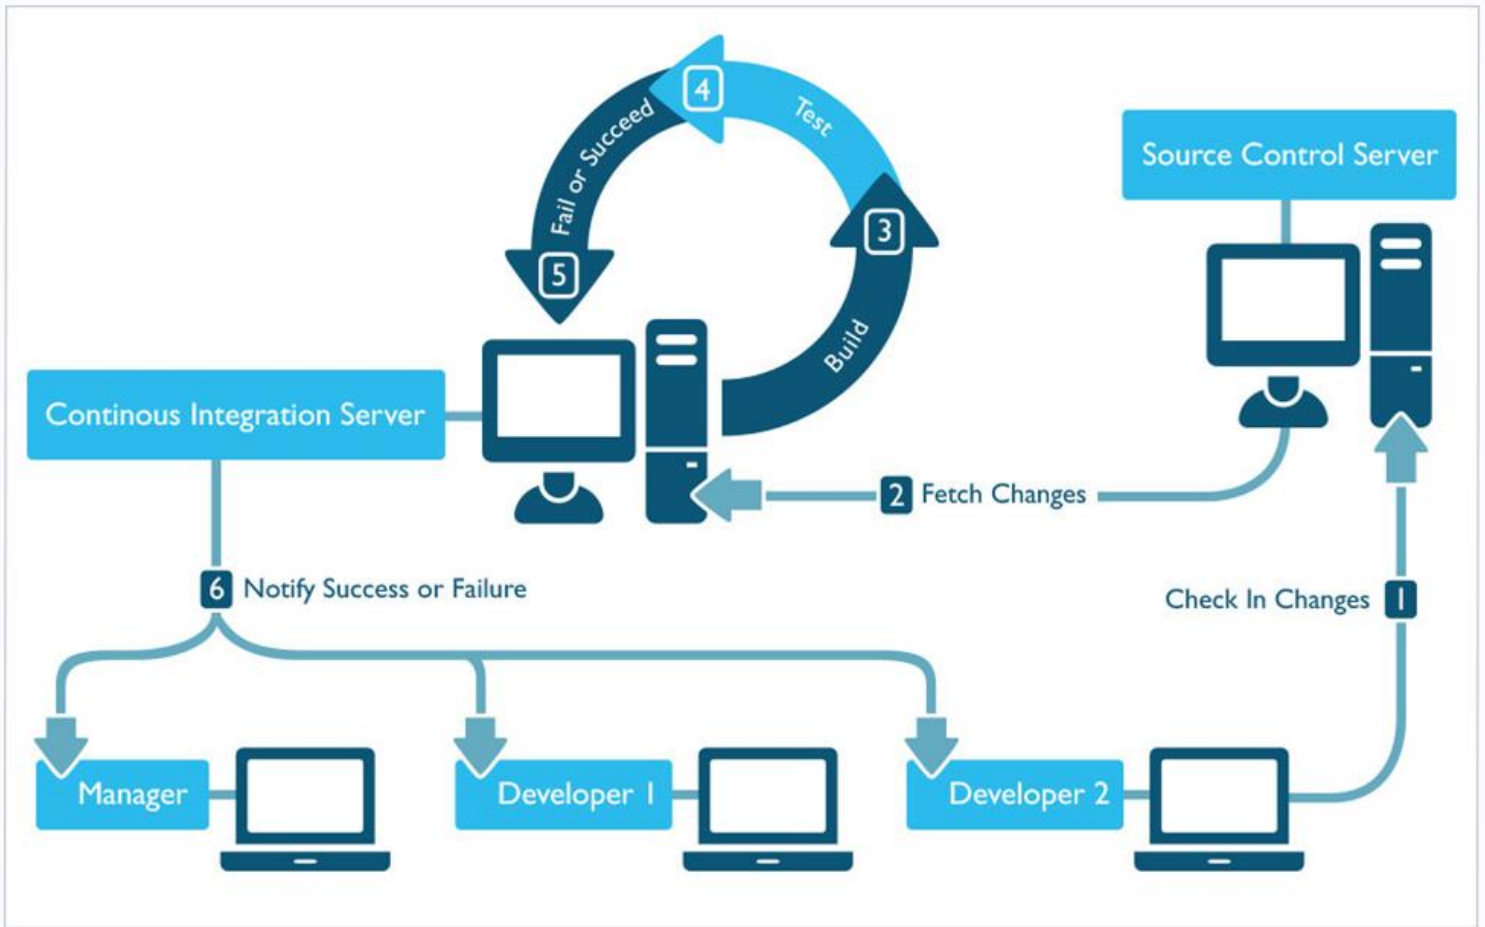 4
Test
Fail or Succeed
3
5
Build
Source Control Server
Continous Integration Server
2 Fetch Changes
6 Notify Success or Failure
Check In Changes 1
Manager
Developer 1
Developer 2